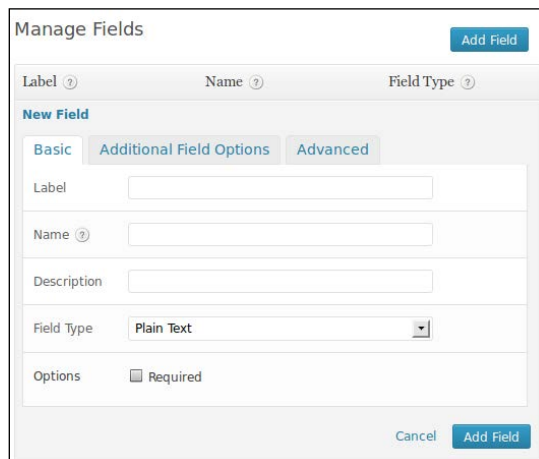 Manage Fields
Add Field
Label ? Name ? Field Type ?
New Field
Basic Additional Field Options Advanced
Label
Name ?
Description
Field Type Plain Text
Options Required
Cancel Add Field